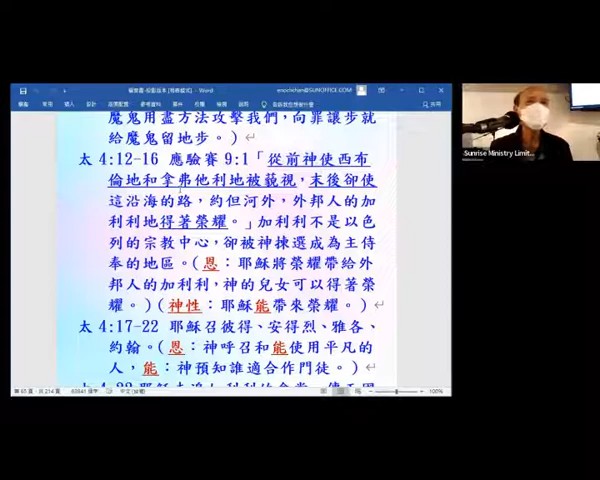 enochchen@SUNOFFICE.COM
共用
魔鬼用盡方法攻擊我們，向罪讓步就
給魔鬼留地步。）
太 4:12-16 應驗賽 9:1「從前神使西布
倫地和拿弗他利地被藐視，末後卻使
這沿海的路，約但河外，外邦人的加
利利地得著榮耀。」加利利不是以色
列的宗教中心，卻被神揀選成為主侍
奉的地區。（恩：耶穌將榮耀帶給外
邦人的加利利，神的兒女可以得著榮
耀。）（神性：耶穌能帶來榮耀。）
太 4:17-22 耶穌召彼得、安得烈、雅各、
約翰。（恩：神呼召和能使用平凡的
人，能：神預知誰適合作門徒。）
100%
Sunrise Ministry Limit...